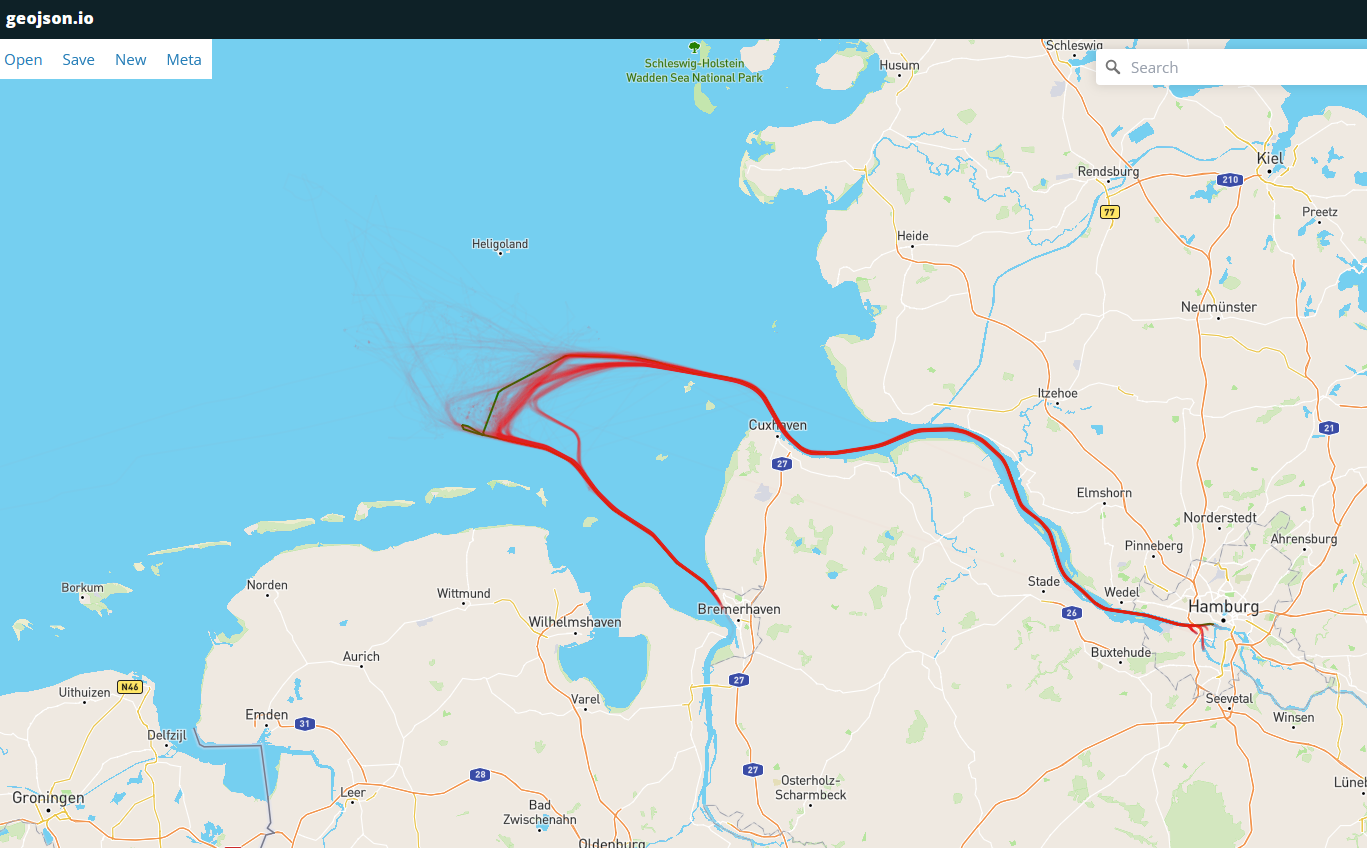 geojson.io
Open Save New Meta
Search
Schleswig-Holstein
Wadden Sea National Park
Husum
Schleswig
Kiel
Rendsburg
210
77
Preetz
Heide
Heligoland
Neumünster
Itzehoe
Cuxhaven
21
27
Elmshorn
Norderstedt
Ahrensburg
Pinneberg
Borkum
Norden
Wittmund
Stade
Wedel
Bremerhaven
26
Hamburg
Wilhelmshaven
Aurich
Buxtehude
Uithuizen
N46
27
Varel
Seevetal
Winsen
Emden
31
Delfzijl
28
27
Osterholz-
Scharmbeck
Lüneb
Groningen
Leer
Bad
Zwischenahn
Oldenburg